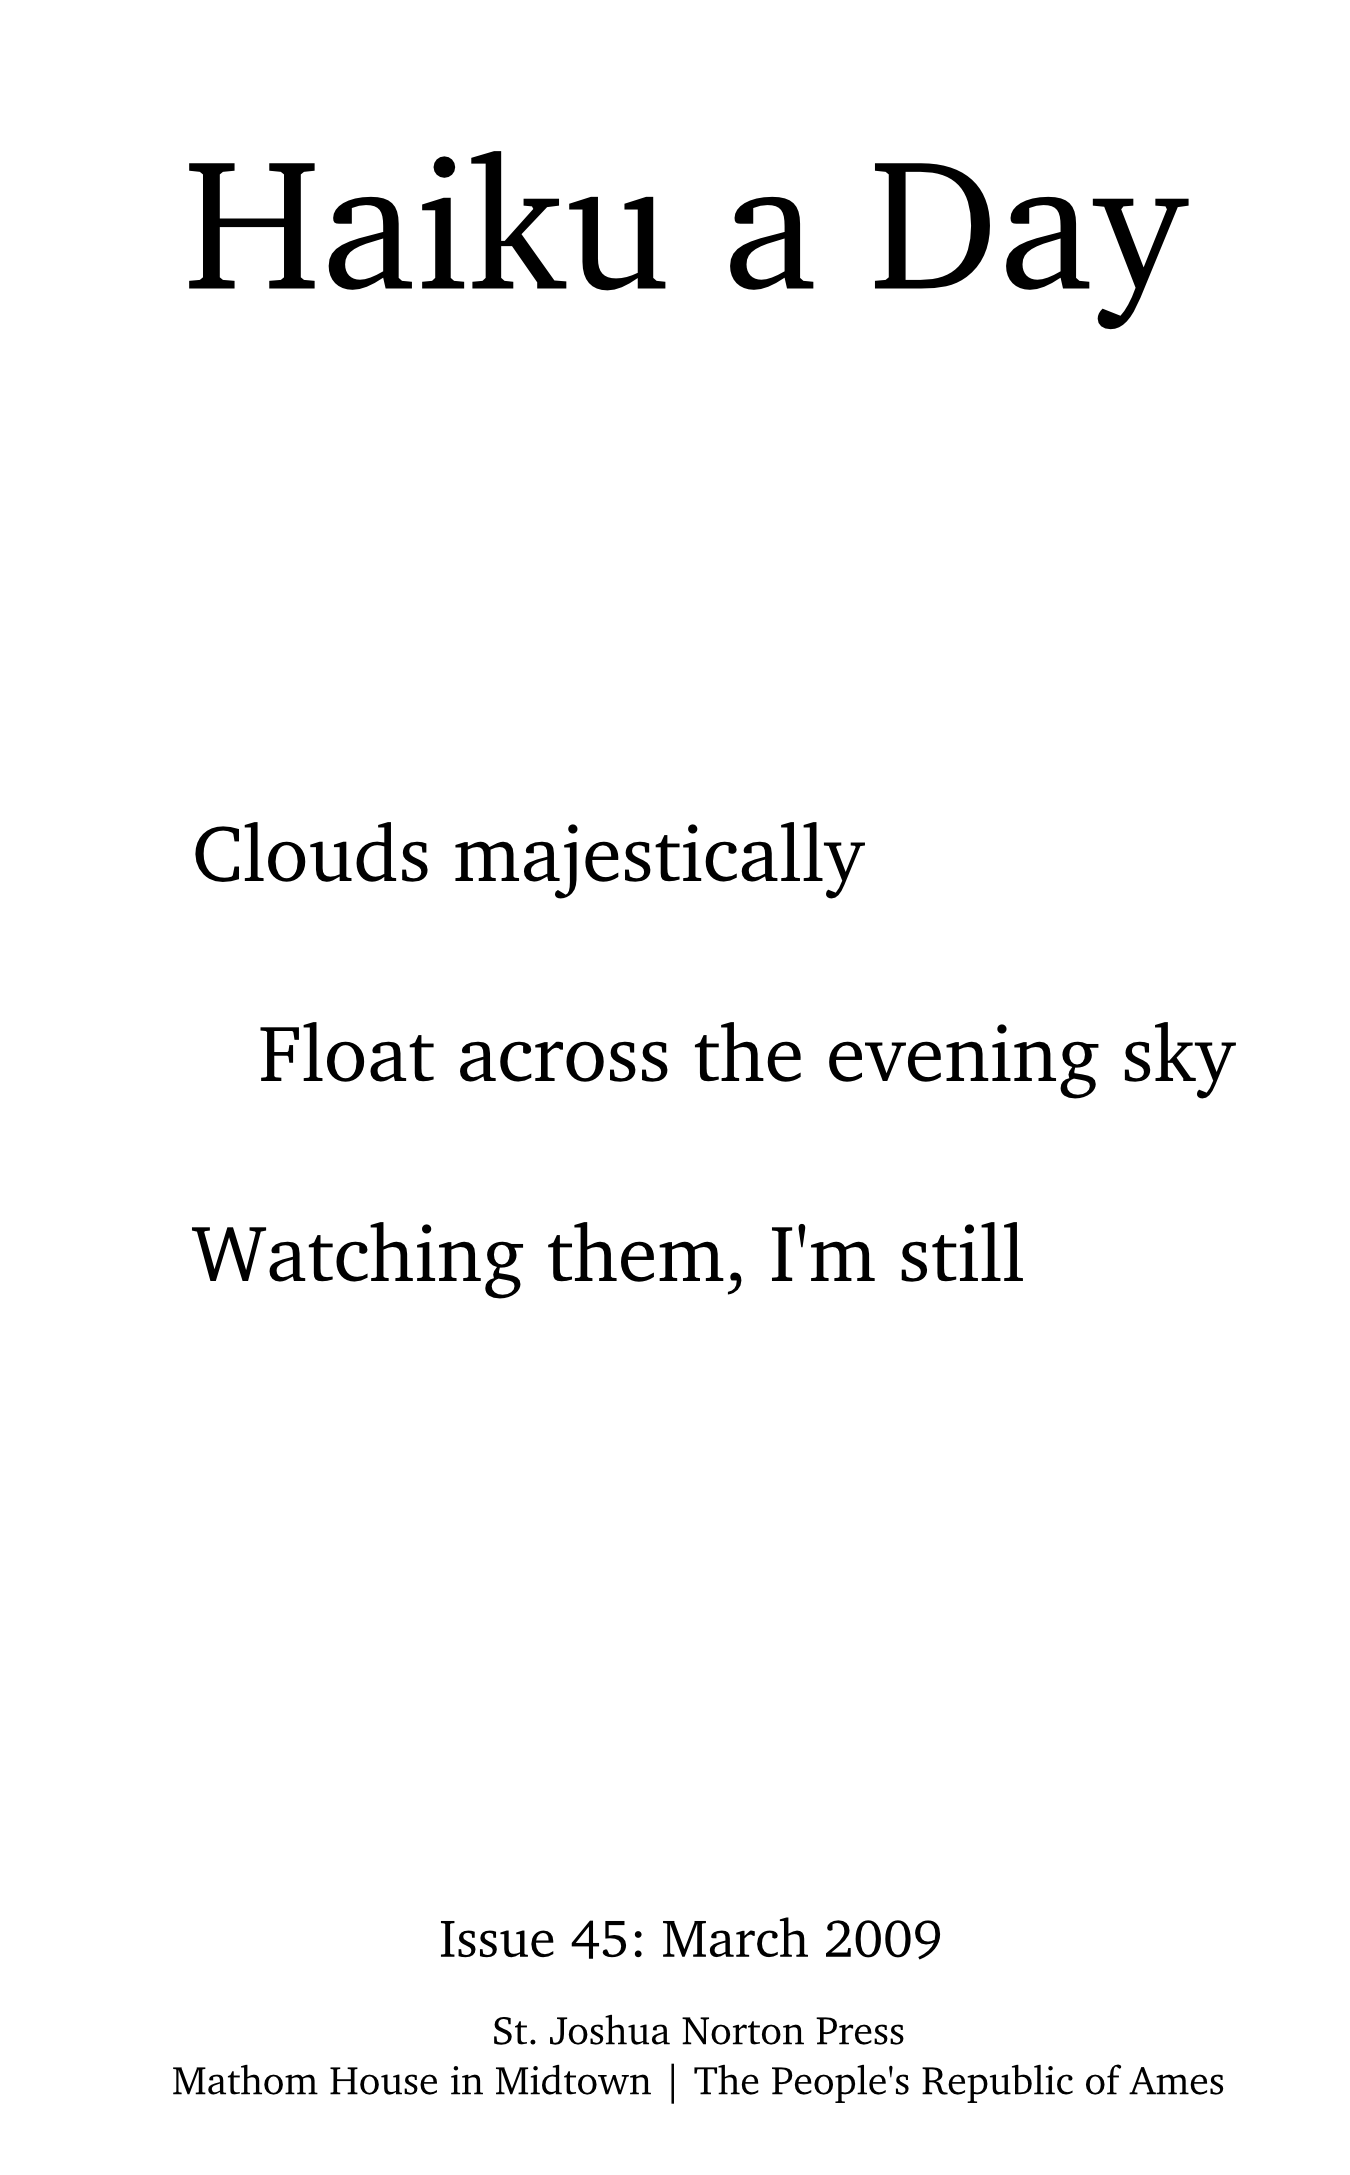 Haiku a Day
Clouds majestically
Float across the evening sky
Watching them, I'm still
Issue 45: March 2009
St. Joshua Norton Press
Mathom House in Midtown | The People's Republic of Ames